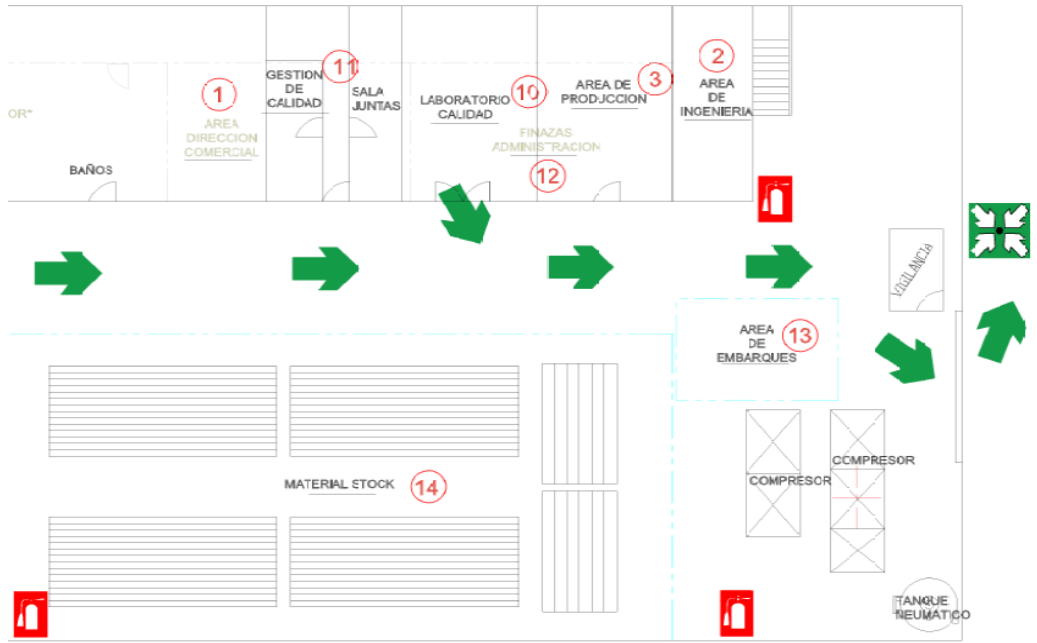 OR"
BAÑOS
1
AREA
DIRECCION
COMERCIAL
GESTION
DE
CALIDAD
11
SALA
JUNTAS
LABORATORIO
CALIDAD
10
FINAZAS
ADMINISTRACION
12
AREA DE
PRODUCCION
3
2
AREA
DE
INGENIERIA
VIGILANCIA
AREA
DE
EMBARQUES
13
MATERIAL STOCK
14
COMPRESOR
COMPRESOR
TANQUE
NEUMATICO